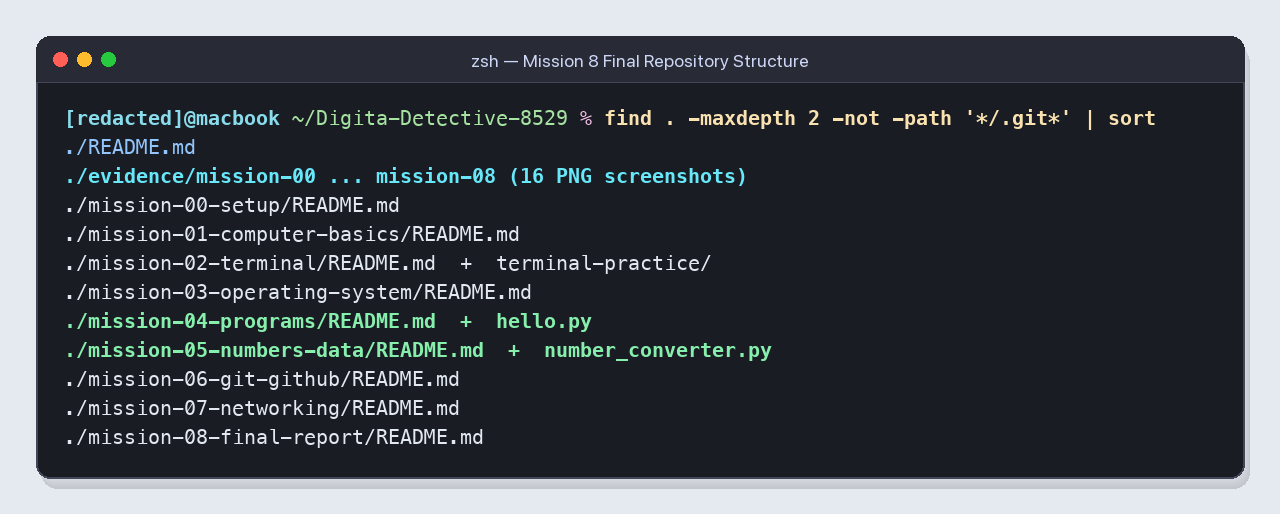 zsh — Mission 8 Final Repository Structure
[redacted]@macbook ~/Digita-Detective-8529 % find . -maxdepth 2 -not -path '*/.git*' | sort
./README.md
./evidence/mission-00 ... mission-08 (16 PNG screenshots)
./mission-00-setup/README.md
./mission-01-computer-basics/README.md
./mission-02-terminal/README.md  +  terminal-practice/
./mission-03-operating-system/README.md
./mission-04-programs/README.md  +  hello.py
./mission-05-numbers-data/README.md  +  number_converter.py
./mission-06-git-github/README.md
./mission-07-networking/README.md
./mission-08-final-report/README.md